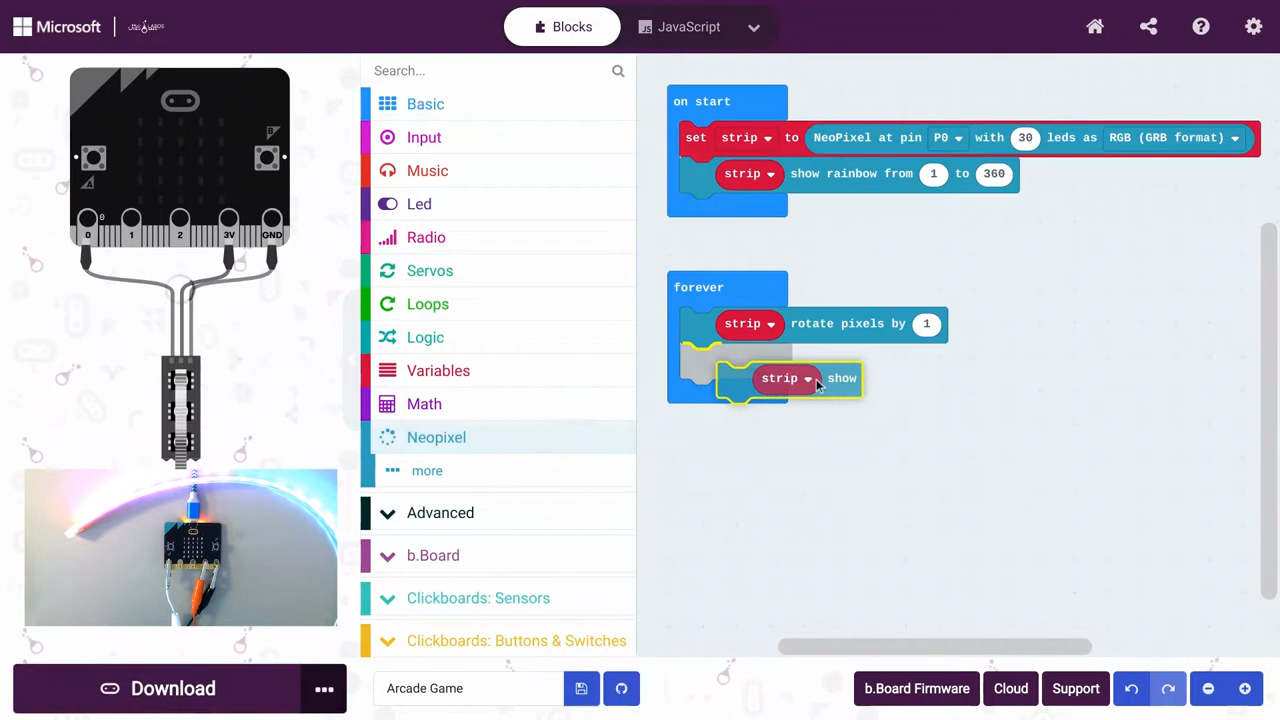 Microsoft
Blocks
JavaScript
Search...
Basic
Input
Music
Led
Radio
Servos
Loops
Logic
Variables
Math
Neopixel
more
Advanced
b.Board
Clickboards: Sensors
Clickboards: Buttons & Switches
on start
set strip to NeoPixel at pin P0 with 30 leds as RGB (GRB format)
strip show rainbow from 1 to 360
forever
strip rotate pixels by 1
strip show
B
A
0
0 1 2 3V GND
Download
Arcade Game
b.Board Firmware
Cloud
Support